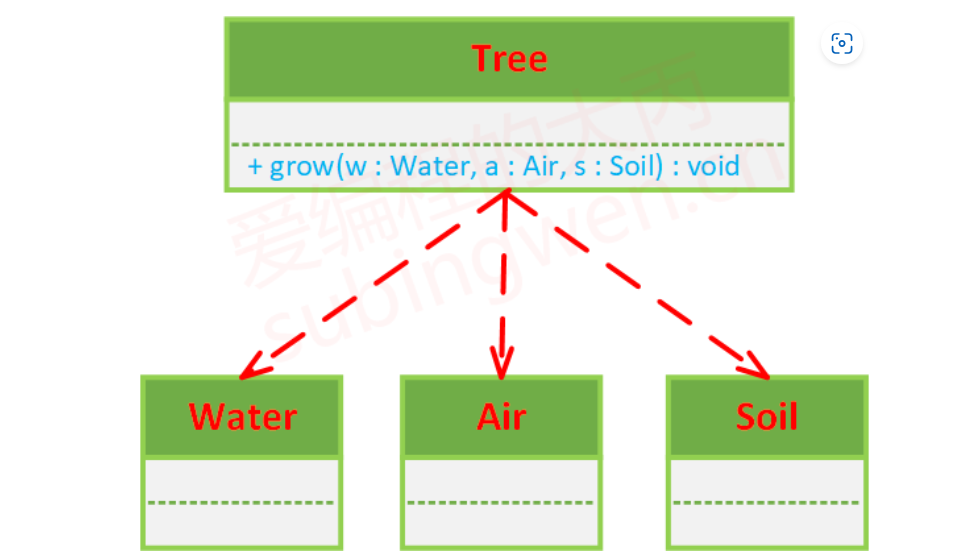 Tree
+ grow(w : Water, a : Air, s : Soil) : void
爱编程的大丙
subingwen.cn
Water
Air
Soil